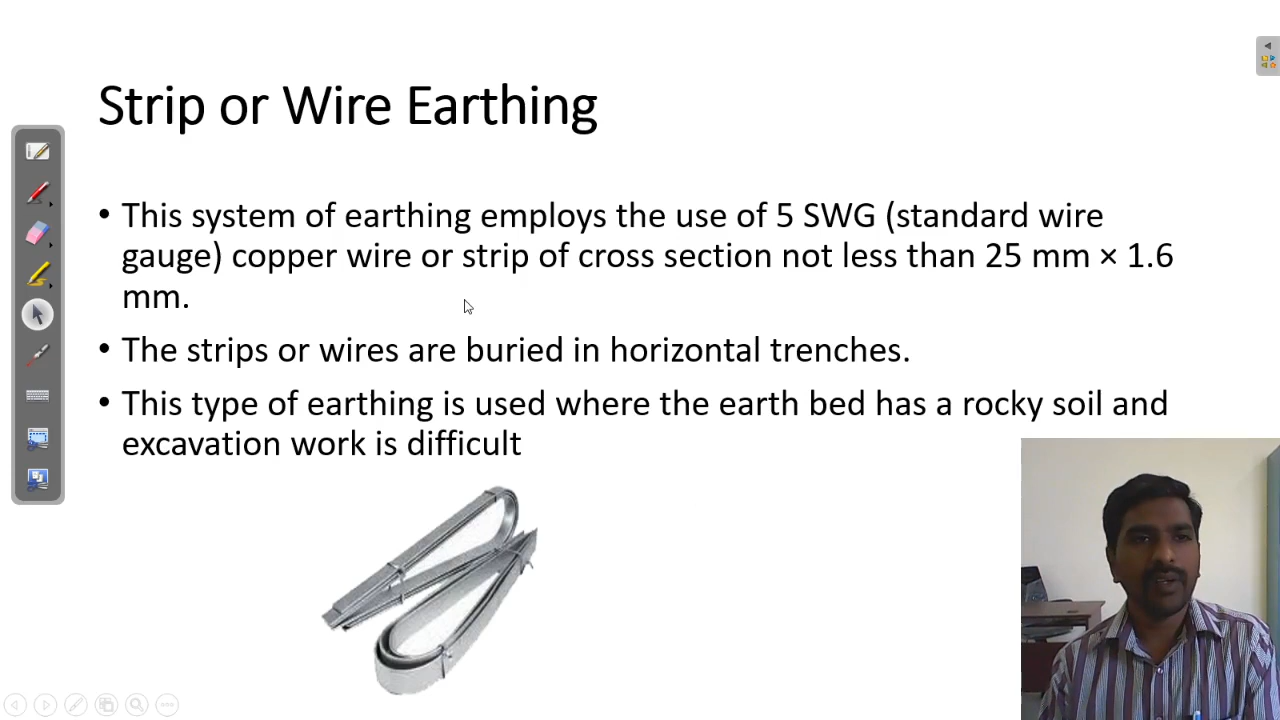 Strip or Wire Earthing
• This system of earthing employs the use of 5 SWG (standard wire
gauge) copper wire or strip of cross section not less than 25 mm × 1.6
mm.
• The strips or wires are buried in horizontal trenches.
• This type of earthing is used where the earth bed has a rocky soil and
excavation work is difficult